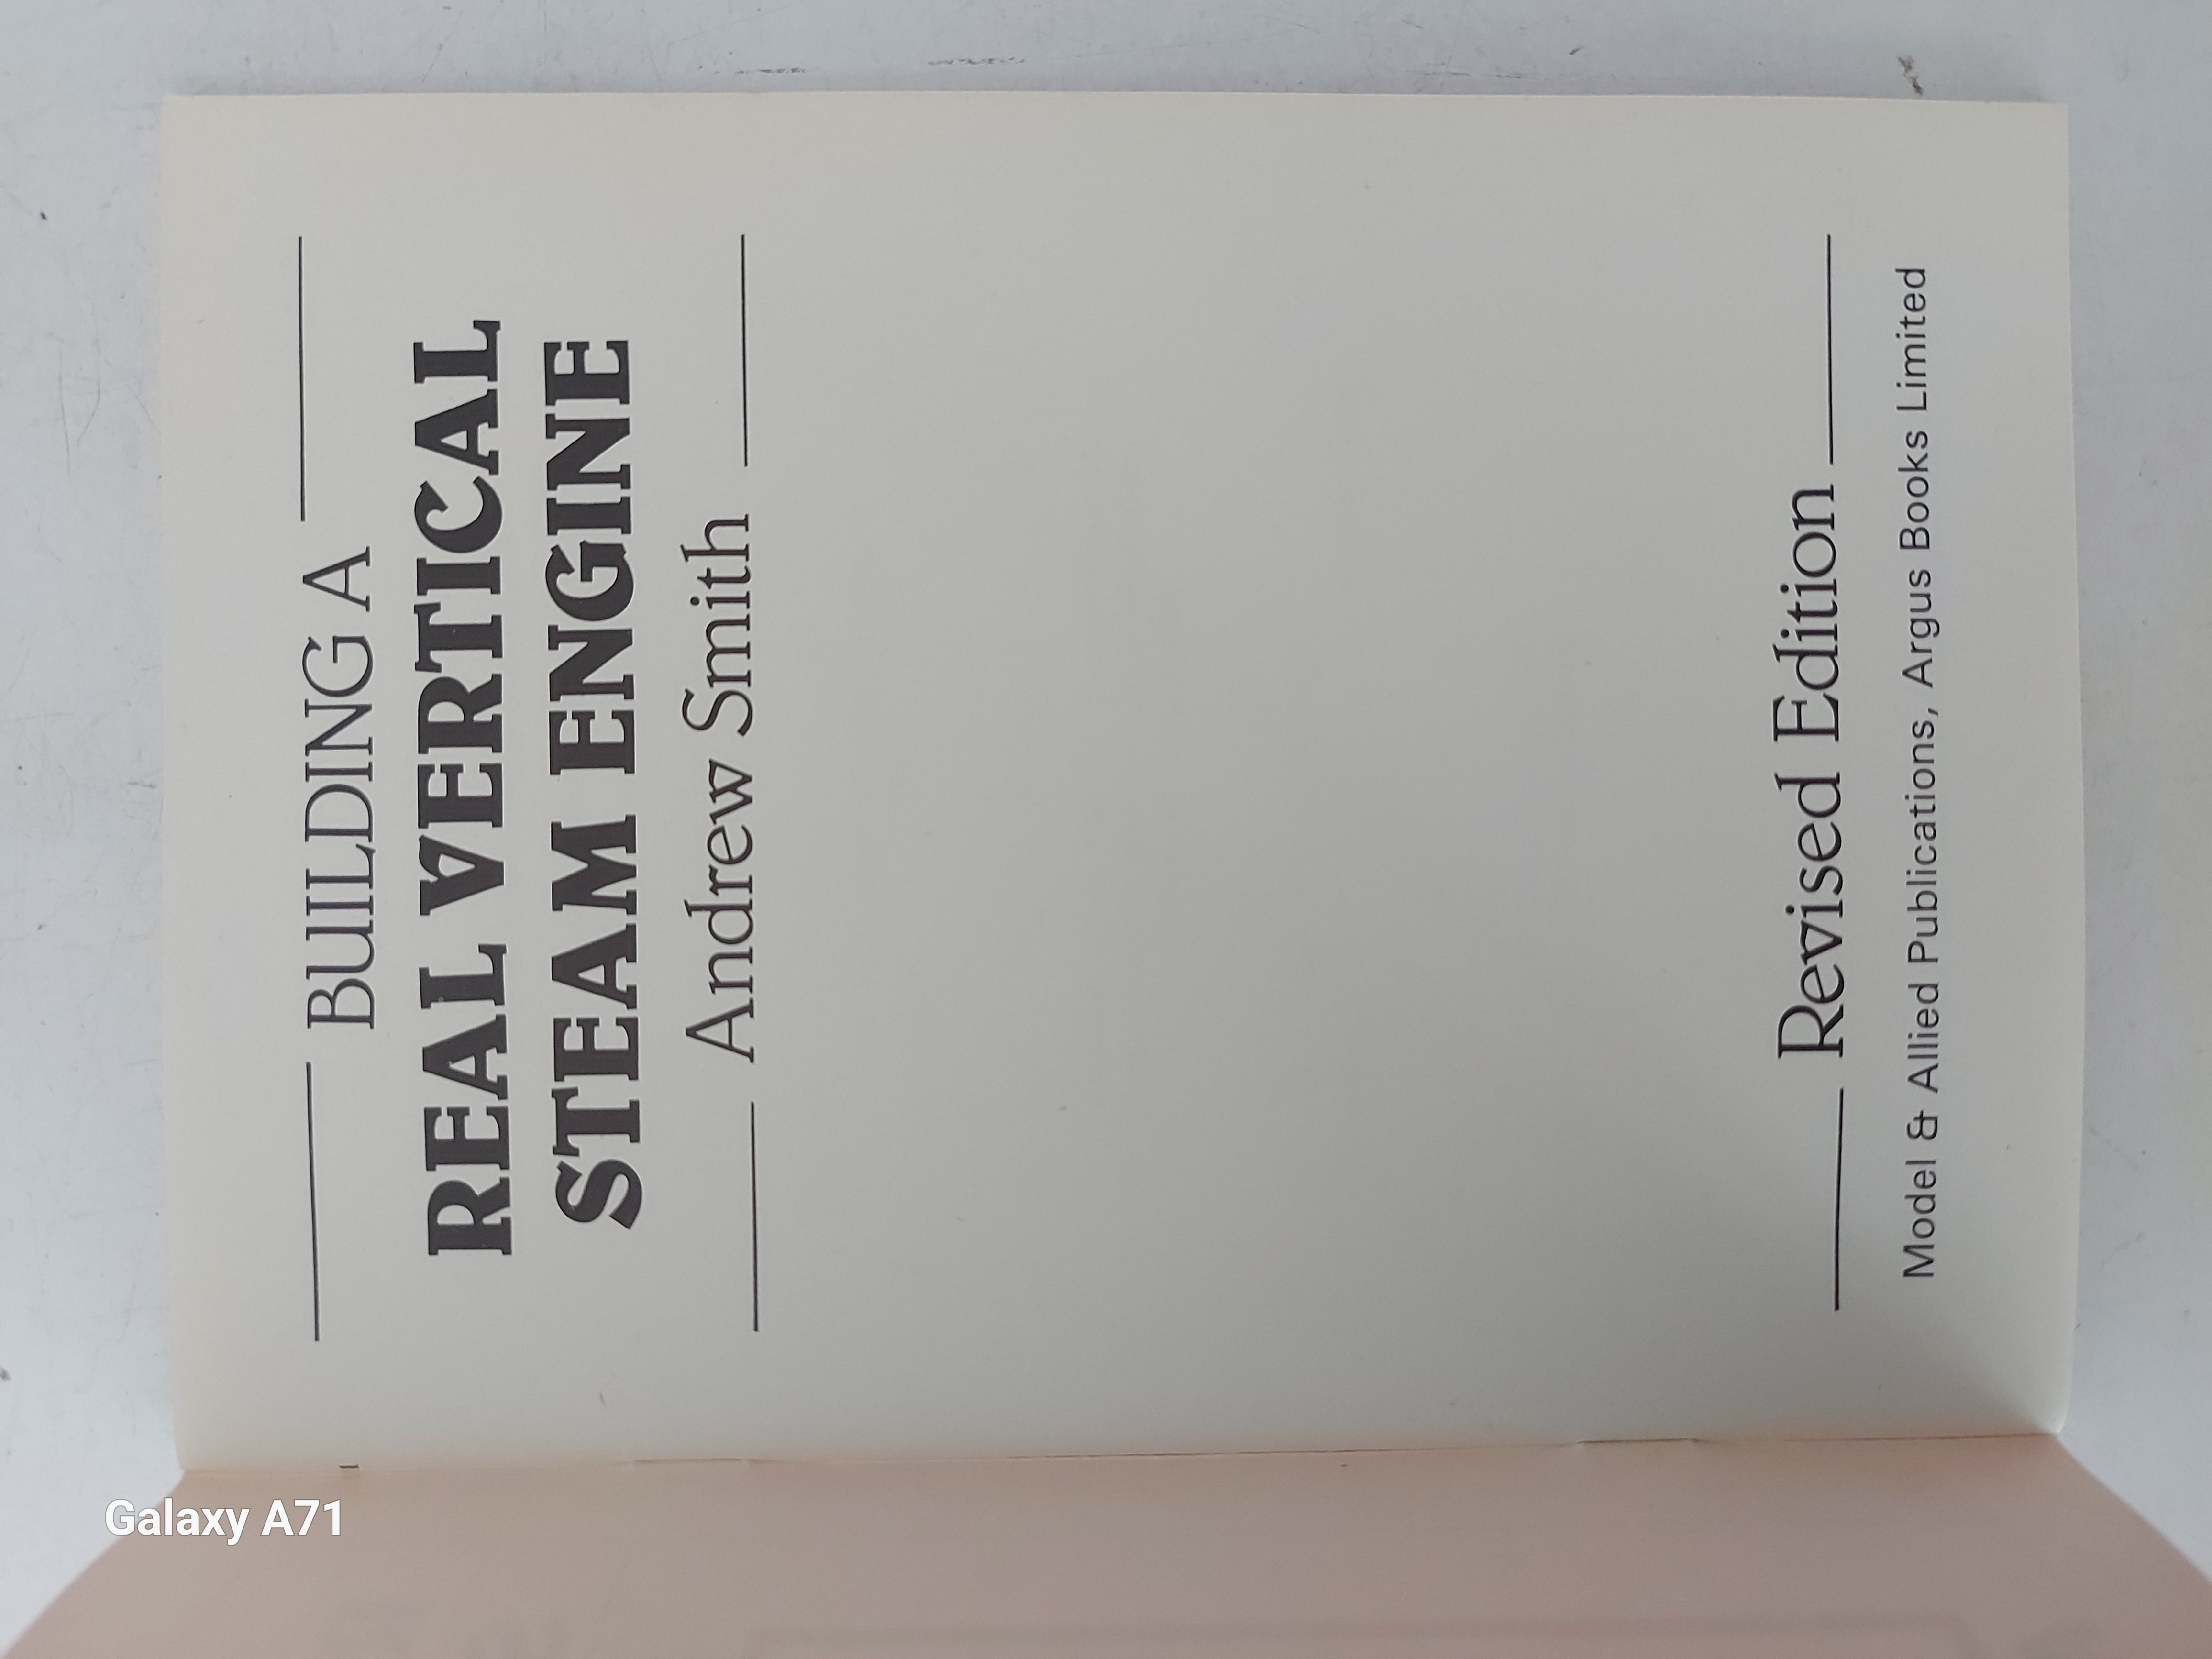 BUILDING A
REAL VERTICAL
STEAM ENGINE
Andrew Smith
Revised Edition
Model & Allied Publications, Argus Books Limited
Galaxy A71